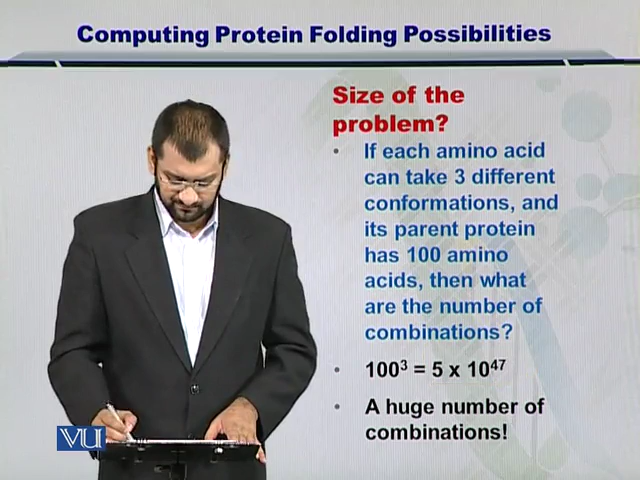 Computing Protein Folding Possibilities
Size of the
problem?
• If each amino acid
can take 3 different
conformations, and
its parent protein
has 100 amino
acids, then what
are the number of
combinations?
• 100³ = 5 x 10⁴⁷
• A huge number of
combinations!
VU